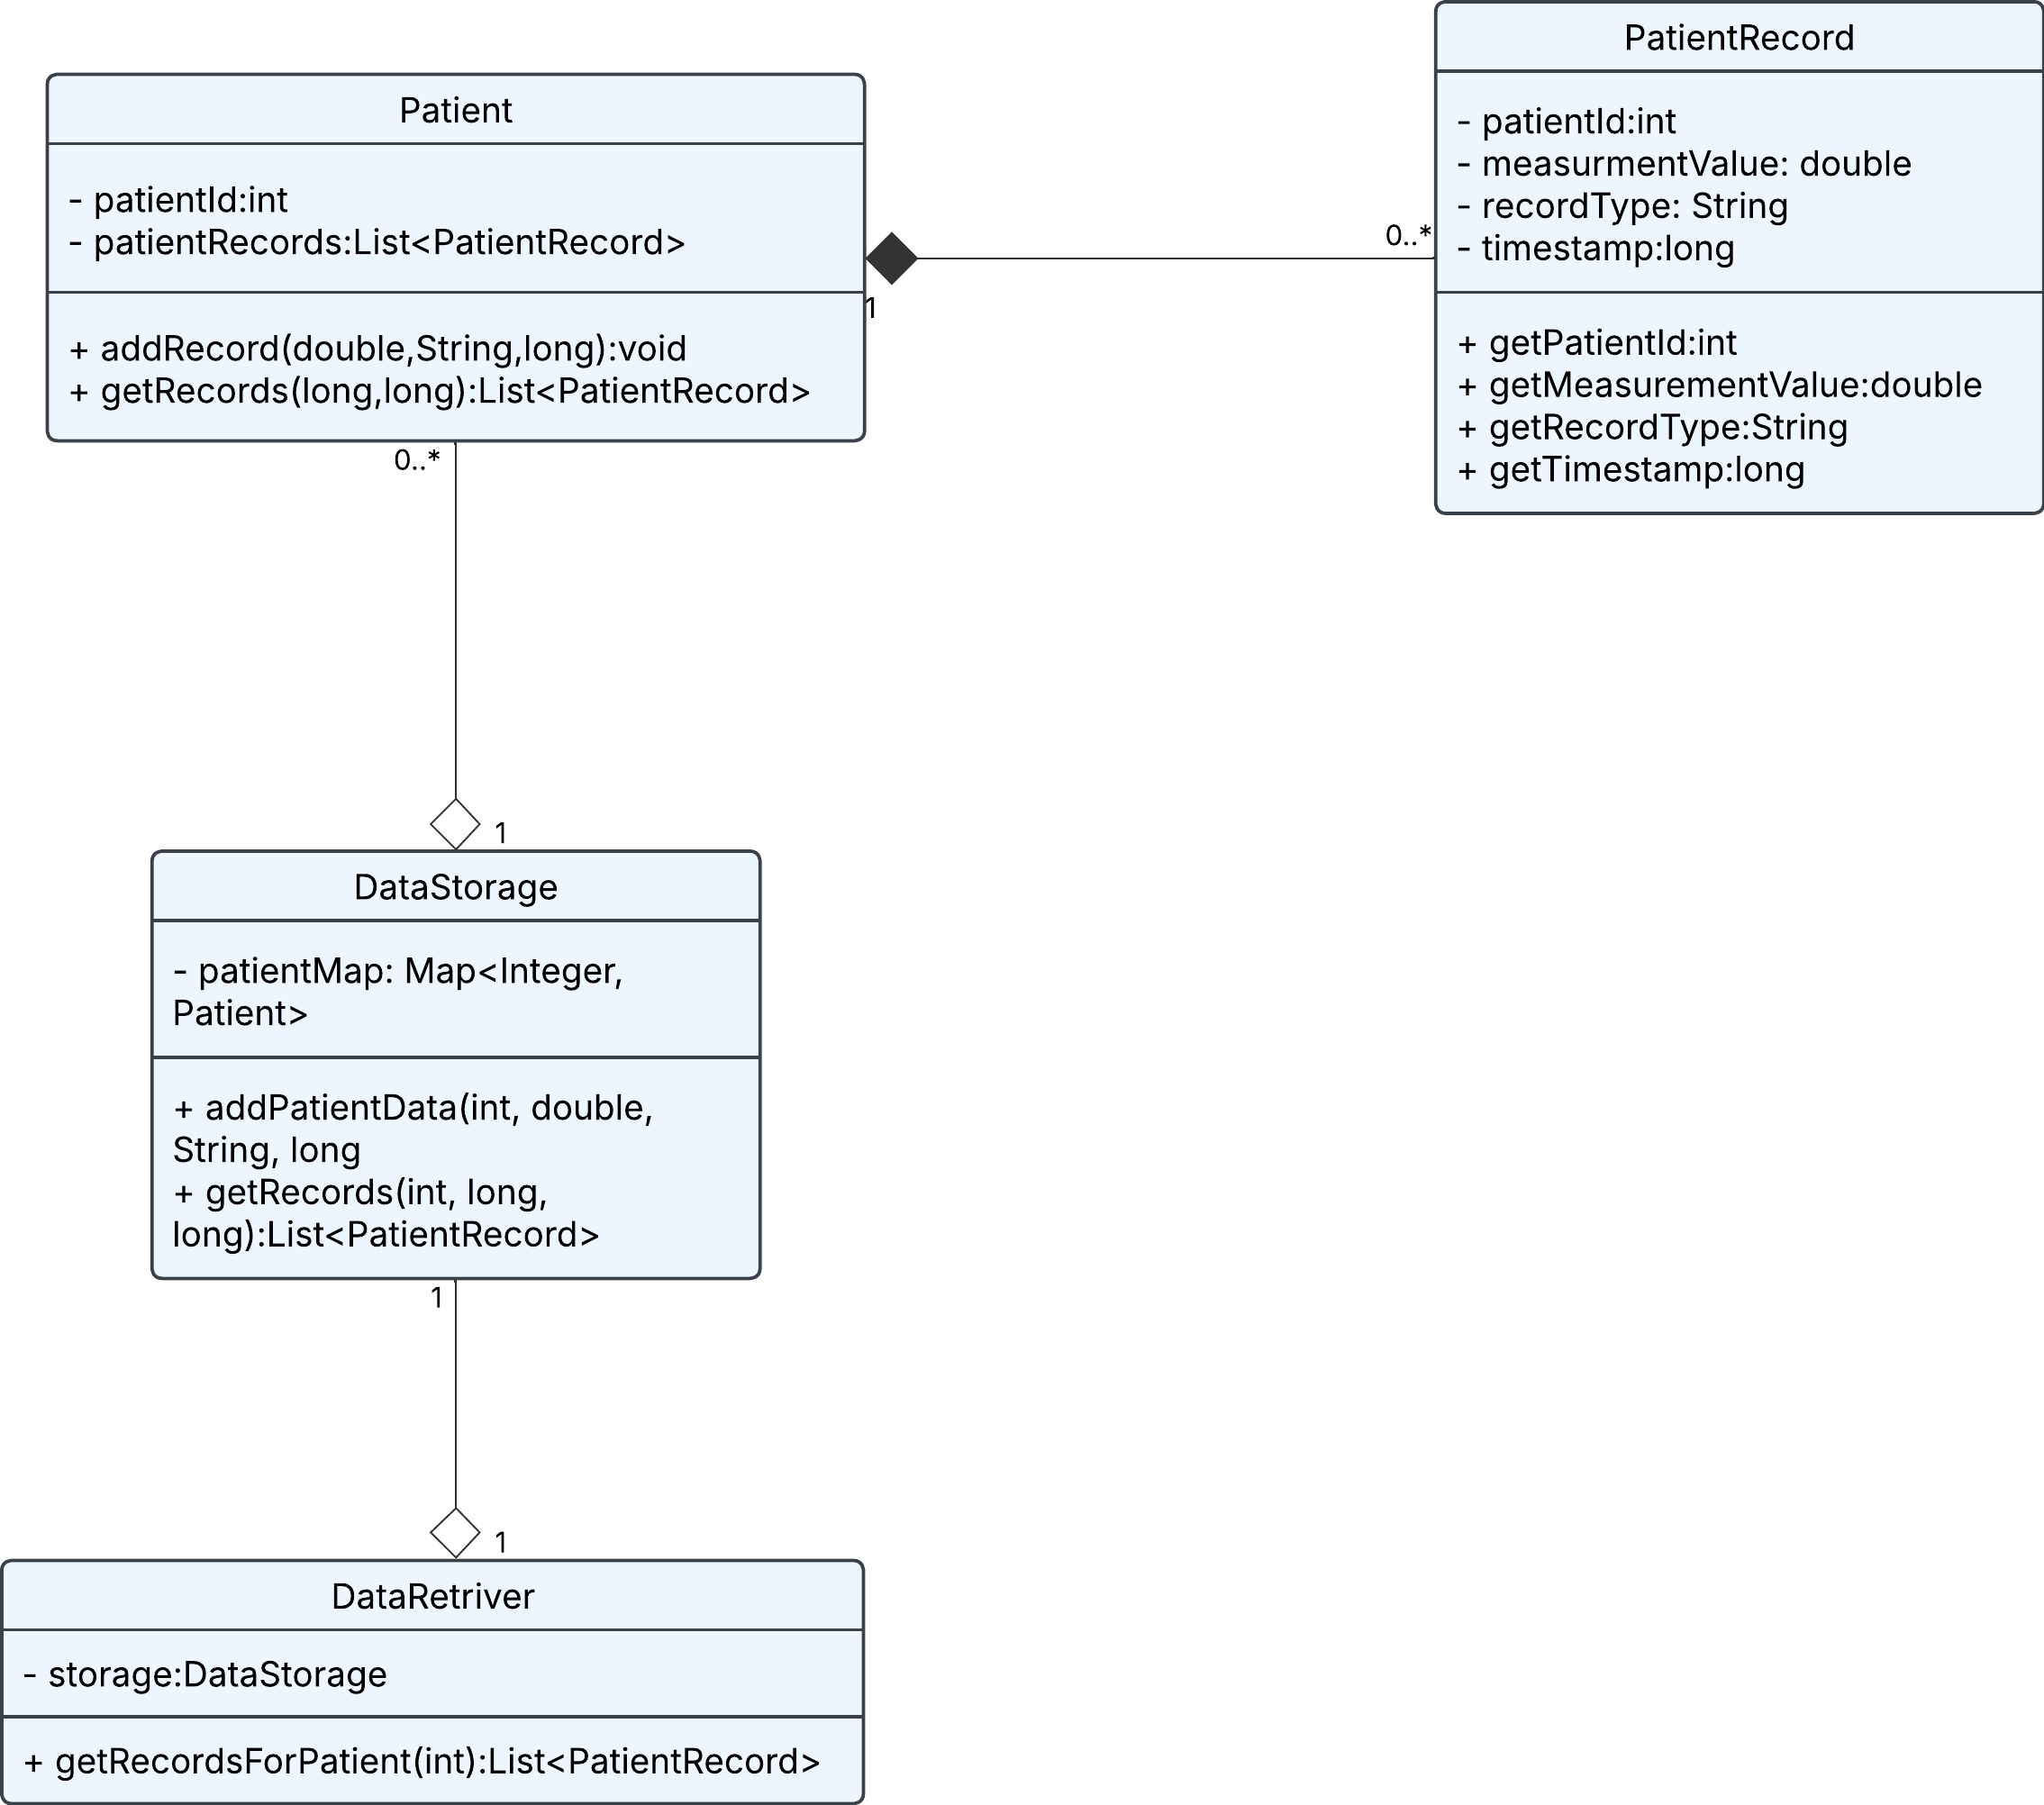 Patient
- patientId:int
- patientRecords:List<PatientRecord>
+ addRecord(double,String,long):void
+ getRecords(long,long):List<PatientRecord>
1
0..*
PatientRecord
- patientId:int
- measurmentValue: double
- recordType: String
- timestamp:long
+ getPatientId:int
+ getMeasurementValue:double
+ getRecordType:String
+ getTimestamp:long
0..*
1
DataStorage
- patientMap: Map<Integer,
Patient>
+ addPatientData(int, double,
String, long
+ getRecords(int, long,
long):List<PatientRecord>
1
1
DataRetriver
- storage:DataStorage
+ getRecordsForPatient(int):List<PatientRecord>